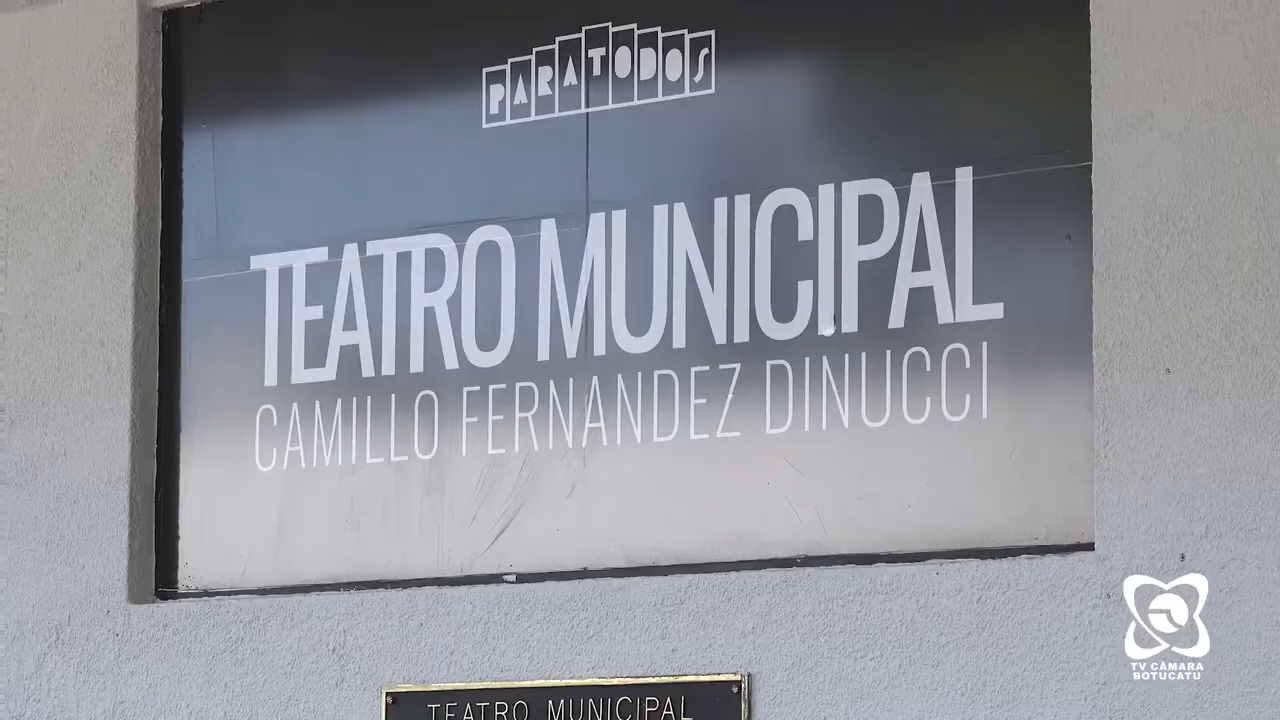 PARATODOS
TEATRO MUNICIPAL
CAMILLO FERNANDEZ DINUCCI
TV CÂMARA
BOTUCATU
TEATRO MUNICIPAL